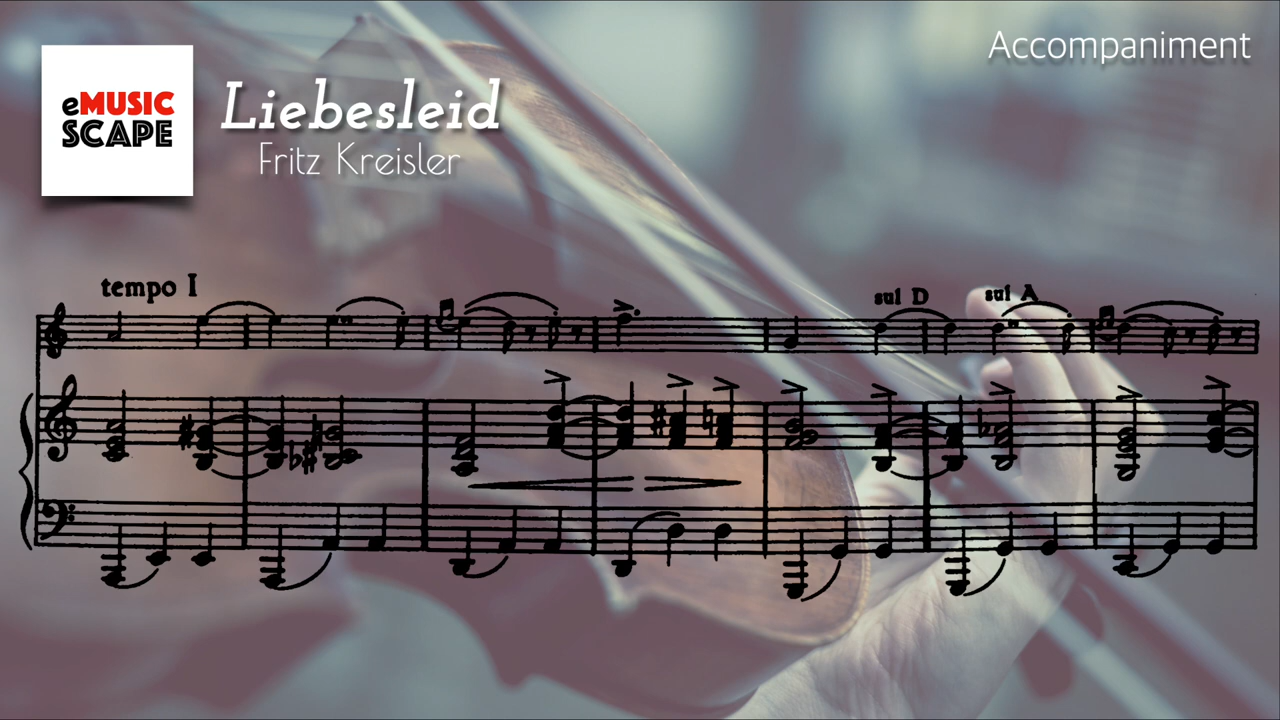 Accompaniment
eMUSIC
SCAPE
Liebesleid
Fritz Kreisler
tempo I
sul D
sul A